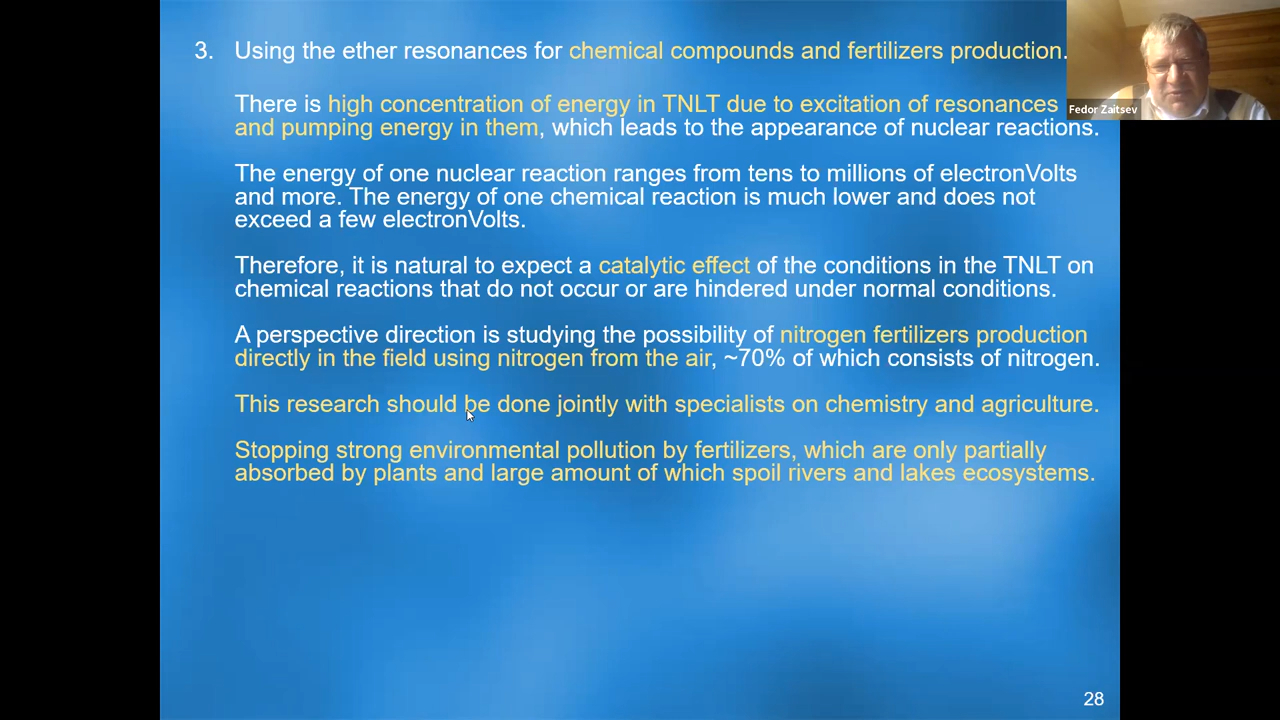 3. Using the ether resonances for chemical compounds and fertilizers production.
Fedor Zaitsev
There is high concentration of energy in TNLT due to excitation of resonances
and pumping energy in them, which leads to the appearance of nuclear reactions.
The energy of one nuclear reaction ranges from tens to millions of electronVolts
and more. The energy of one chemical reaction is much lower and does not
exceed a few electronVolts.
Therefore, it is natural to expect a catalytic effect of the conditions in the TNLT on
chemical reactions that do not occur or are hindered under normal conditions.
A perspective direction is studying the possibility of nitrogen fertilizers production
directly in the field using nitrogen from the air, ~70% of which consists of nitrogen.
This research should be done jointly with specialists on chemistry and agriculture.
Stopping strong environmental pollution by fertilizers, which are only partially
absorbed by plants and large amount of which spoil rivers and lakes ecosystems.
28